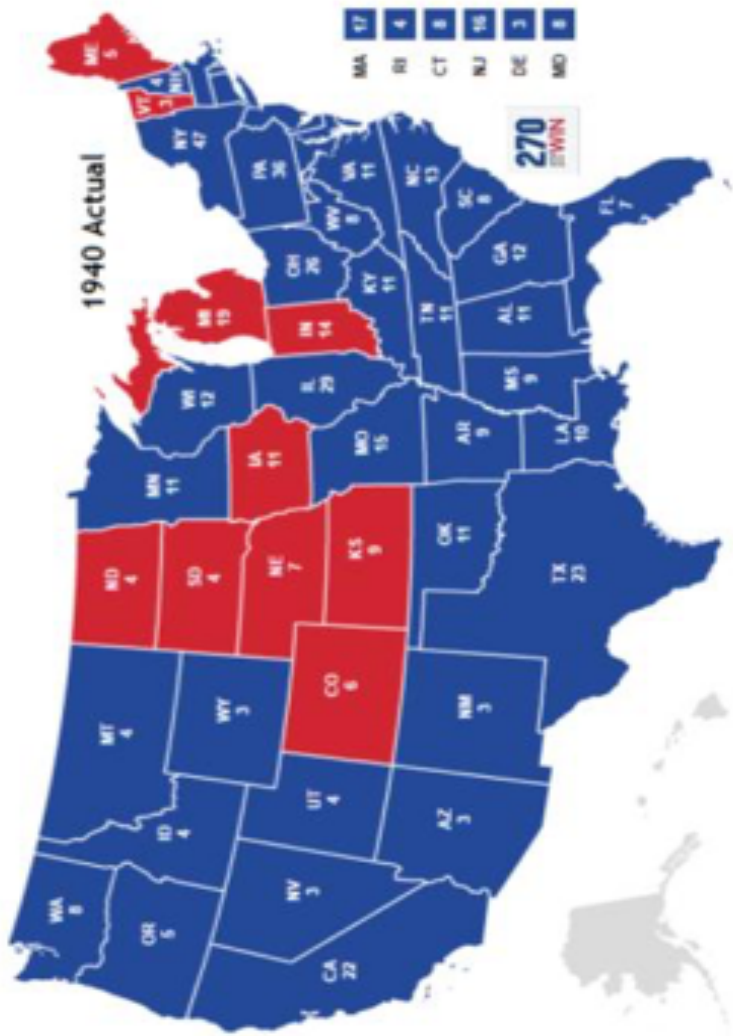 1940 Actual
WA
8
OR
5
CA
22
NV
3
ID
4
MT
4
WY
3
UT
4
AZ
3
CO
6
NM
3
ND
4
SD
4
NE
7
KS
9
OK
11
TX
23
MN
11
IA
11
MO
15
AR
9
LA
10
WI
12
IL
29
MI
19
IN
14
OH
26
KY
11
TN
11
MS
9
AL
11
GA
12
FL
7
SC
8
NC
13
VA
11
WV
8
PA
36
NY
47
VT
3
NH
4
ME
5
MA 17
RI 4
CT 8
NJ 16
DE 3
MD 8
270
WIN